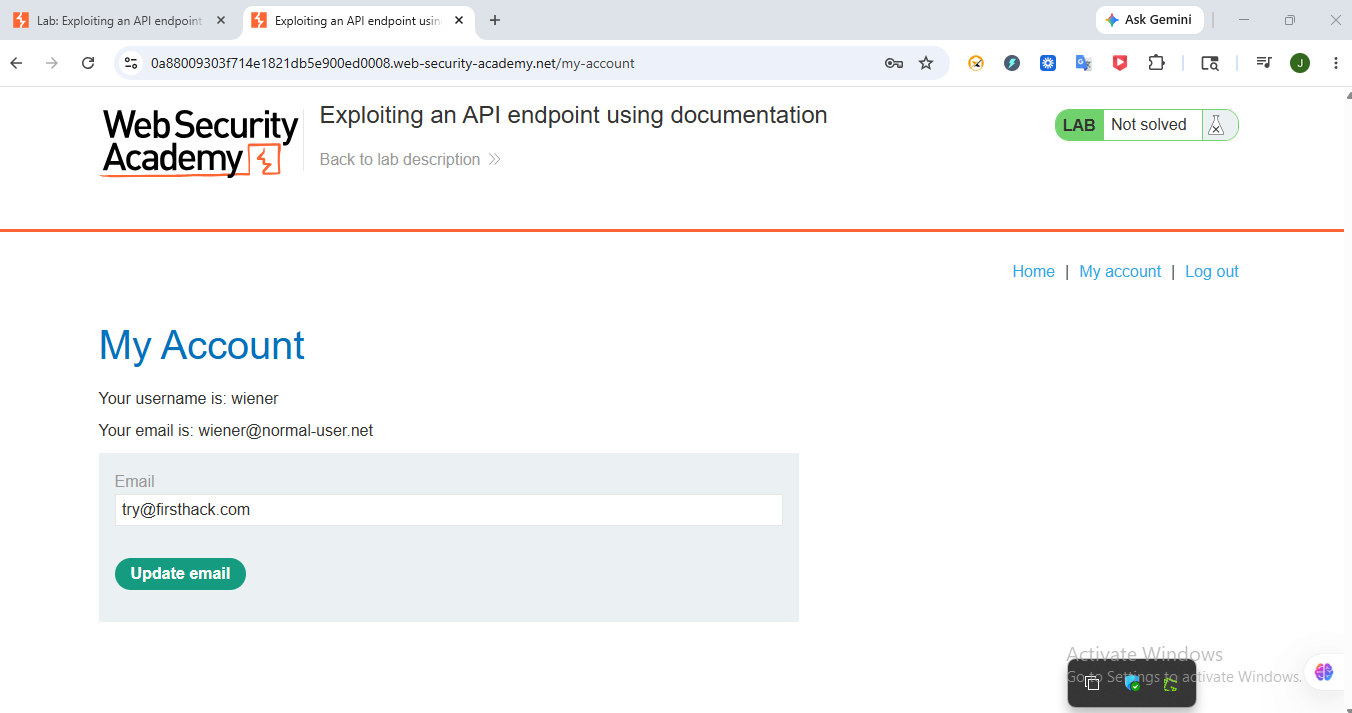 Lab: Exploiting an API endpoint
Exploiting an API endpoint usin
Ask Gemini
0a88009303f714e1821db5e900ed0008.web-security-academy.net/my-account
J
Web Security
Academy
Exploiting an API endpoint using documentation
Back to lab description
LAB
Not solved
Home | My account | Log out
My Account
Your username is: wiener
Your email is: wiener@normal-user.net
Email
try@firsthack.com
Update email
Activate Windows
Go to Settings to activate Windows.